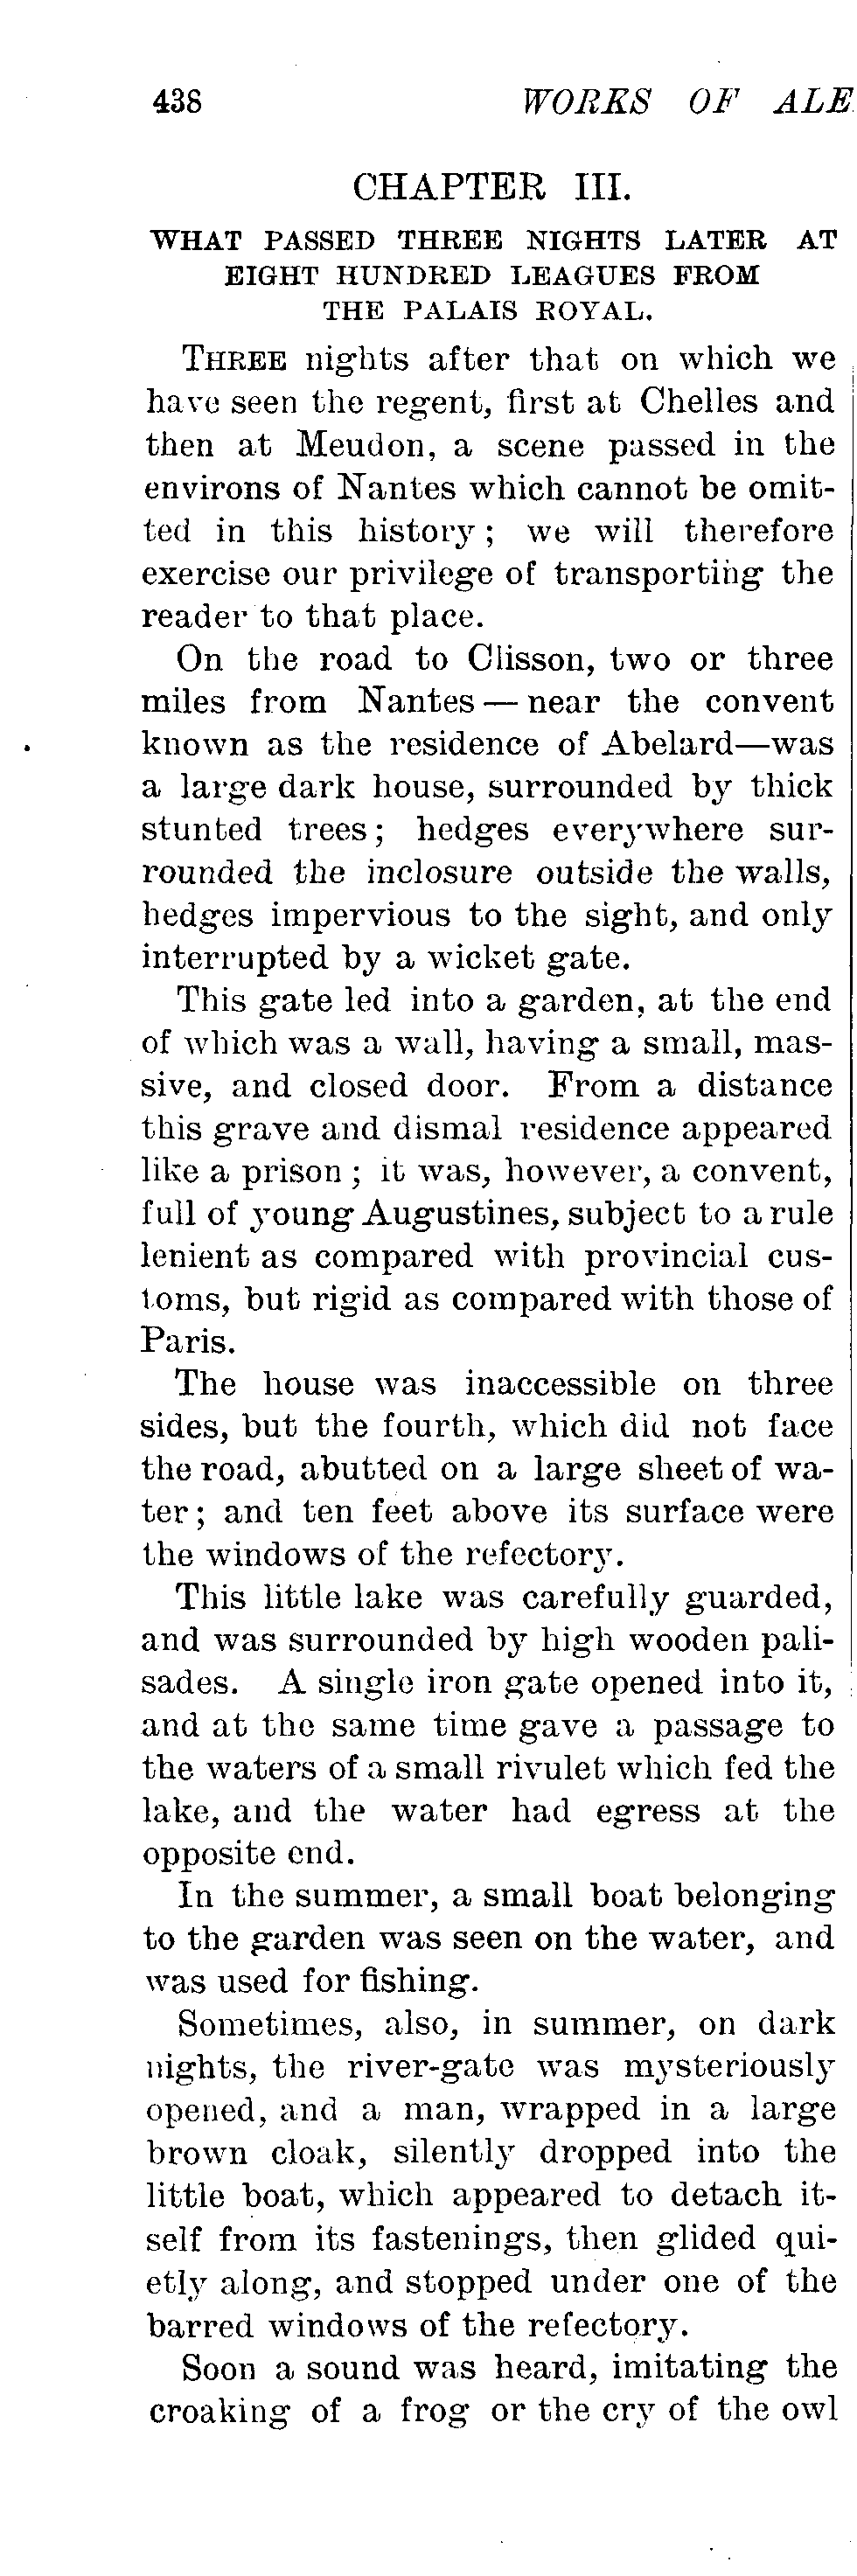 438 WORKS OF ALE
CHAPTER III.
WHAT PASSED THREE NIGHTS LATER AT
EIGHT HUNDRED LEAGUES FROM
THE PALAIS ROYAL.
THREE nights after that on which we
have seen the regent, first at Chelles and
then at Meudon, a scene passed in the
environs of Nantes which cannot be omit-
ted in this history; we will therefore
exercise our privilege of transporting the
reader to that place.
On the road to Clisson, two or three
miles from Nantes — near the convent
known as the residence of Abelard—was
a large dark house, surrounded by thick
stunted trees; hedges everywhere sur-
rounded the inclosure outside the walls,
hedges impervious to the sight, and only
interrupted by a wicket gate.
This gate led into a garden, at the end
of which was a wall, having a small, mas-
sive, and closed door. From a distance
this grave and dismal residence appeared
like a prison; it was, however, a convent,
full of young Augustines, subject to a rule
lenient as compared with provincial cus-
toms, but rigid as compared with those of
Paris.
The house was inaccessible on three
sides, but the fourth, which did not face
the road, abutted on a large sheet of wa-
ter; and ten feet above its surface were
the windows of the refectory.
This little lake was carefully guarded,
and was surrounded by high wooden pali-
sades. A single iron gate opened into it,
and at the same time gave a passage to
the waters of a small rivulet which fed the
lake, and the water had egress at the
opposite end.
In the summer, a small boat belonging
to the garden was seen on the water, and
was used for fishing.
Sometimes, also, in summer, on dark
nights, the river-gate was mysteriously
opened, and a man, wrapped in a large
brown cloak, silently dropped into the
little boat, which appeared to detach it-
self from its fastenings, then glided qui-
etly along, and stopped under one of the
barred windows of the refectory.
Soon a sound was heard, imitating the
croaking of a frog or the cry of the owl